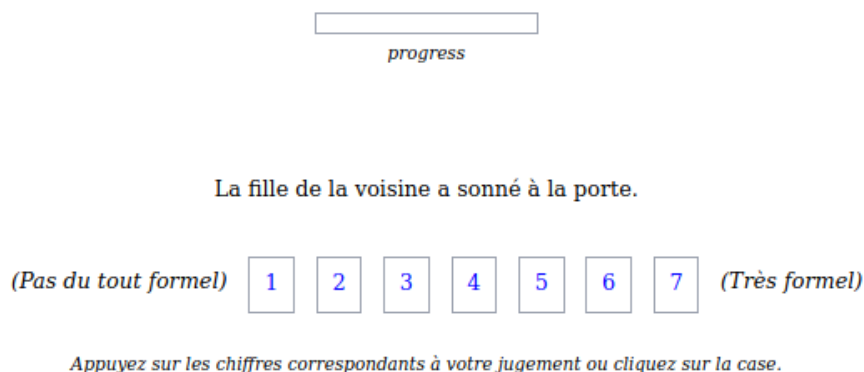 progress
La fille de la voisine a sonné à la porte.
(Pas du tout formel) 1 2 3 4 5 6 7 (Très formel)
Appuyez sur les chiffres correspondants à votre jugement ou cliquez sur la case.